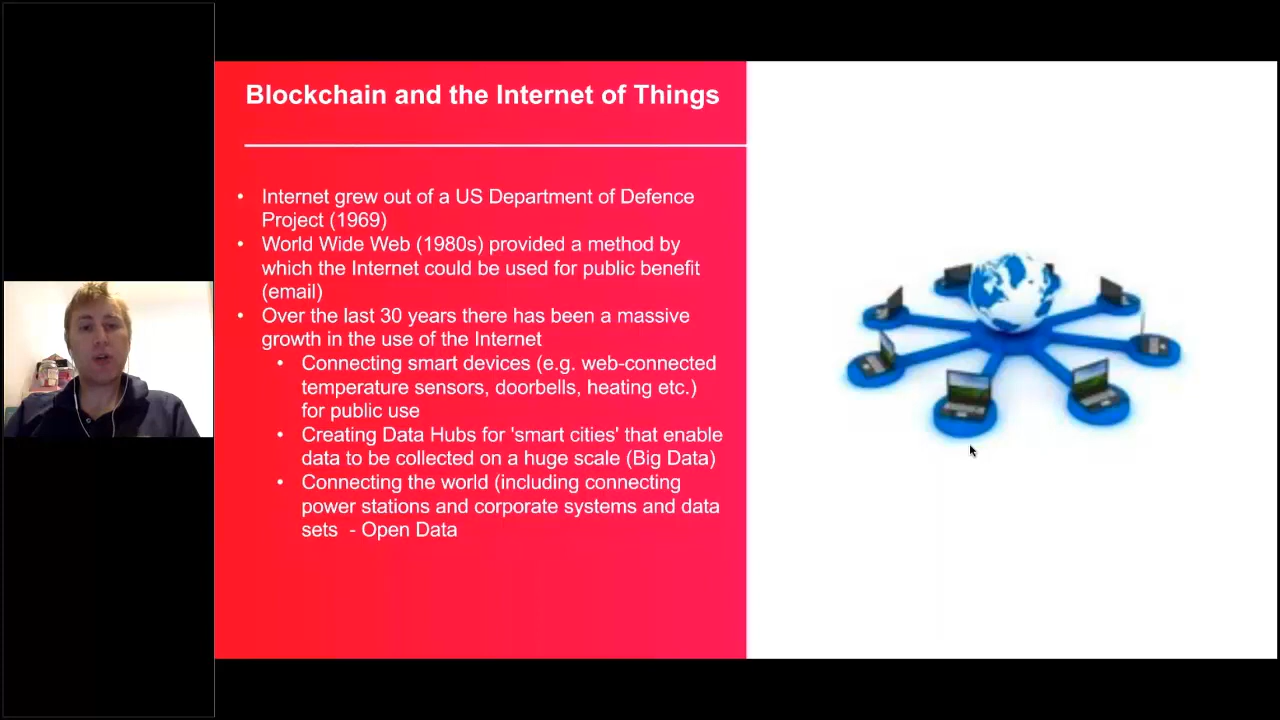 Blockchain and the Internet of Things
• Internet grew out of a US Department of Defence
Project (1969)
• World Wide Web (1980s) provided a method by
which the Internet could be used for public benefit
(email)
• Over the last 30 years there has been a massive
growth in the use of the Internet
• Connecting smart devices (e.g. web-connected
temperature sensors, doorbells, heating etc.)
for public use
• Creating Data Hubs for 'smart cities' that enable
data to be collected on a huge scale (Big Data)
• Connecting the world (including connecting
power stations and corporate systems and data
sets - Open Data